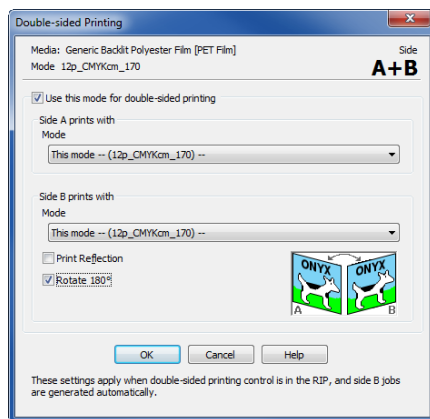 Double-sided Printing
Media: Generic Backlit Polyester Film [PET Film]
Side
Mode 12p_CMYKcm_170
A+B
Use this mode for double-sided printing
Side A prints with
Mode
This mode -- (12p_CMYKcm_170) --
Side B prints with
Mode
This mode -- (12p_CMYKcm_170) --
Print Reflection
Rotate 180°
ONYX
ONYX
A
B
OK
Cancel
Help
These settings apply when double-sided printing control is in the RIP, and side B jobs
are generated automatically.